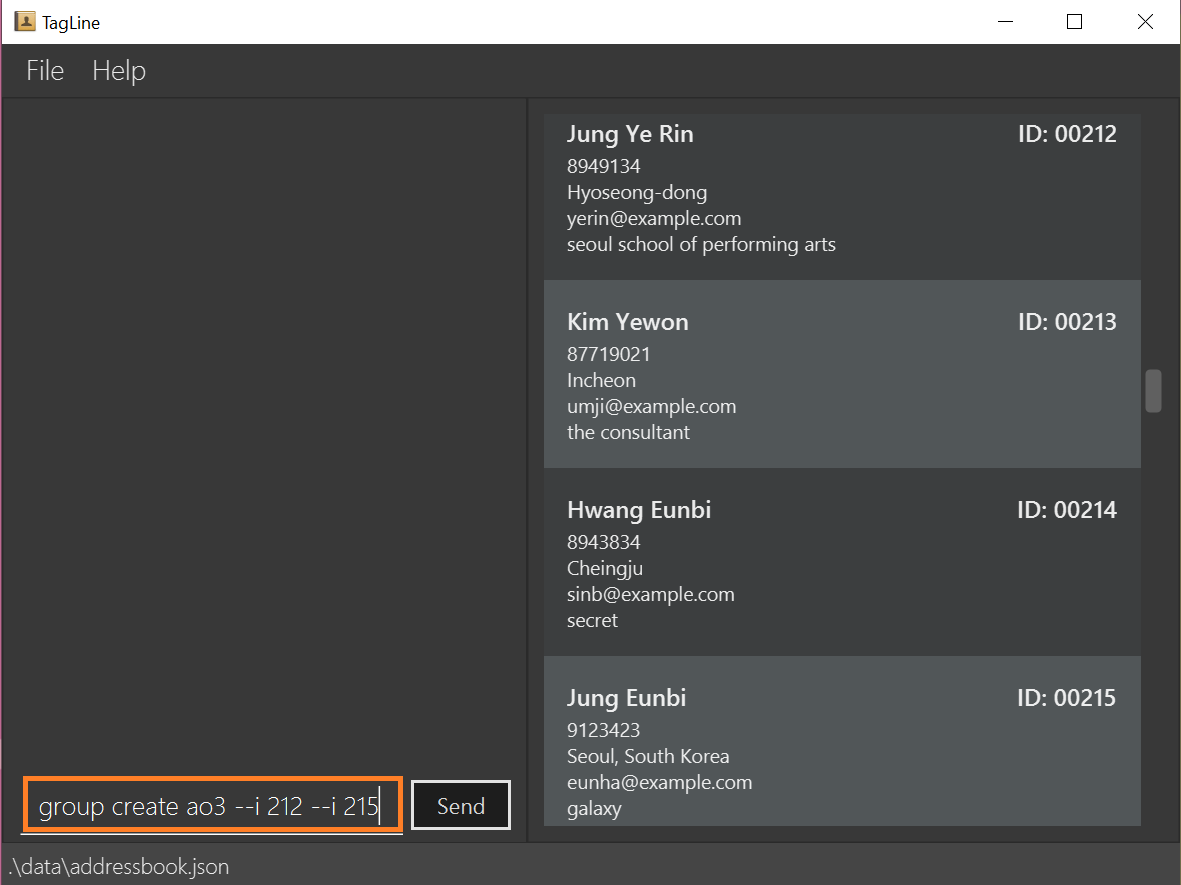 TagLine
File Help
Jung Ye Rin ID: 00212
8949134
Hyoseong-dong
yerin@example.com
seoul school of performing arts
Kim Yewon ID: 00213
87719021
Incheon
umji@example.com
the consultant
Hwang Eunbi ID: 00214
8943834
Cheingju
sinb@example.com
secret
Jung Eunbi ID: 00215
9123423
Seoul, South Korea
eunha@example.com
galaxy
group create ao3 --i 212 --i 215 Send
.\data\addressbook.json